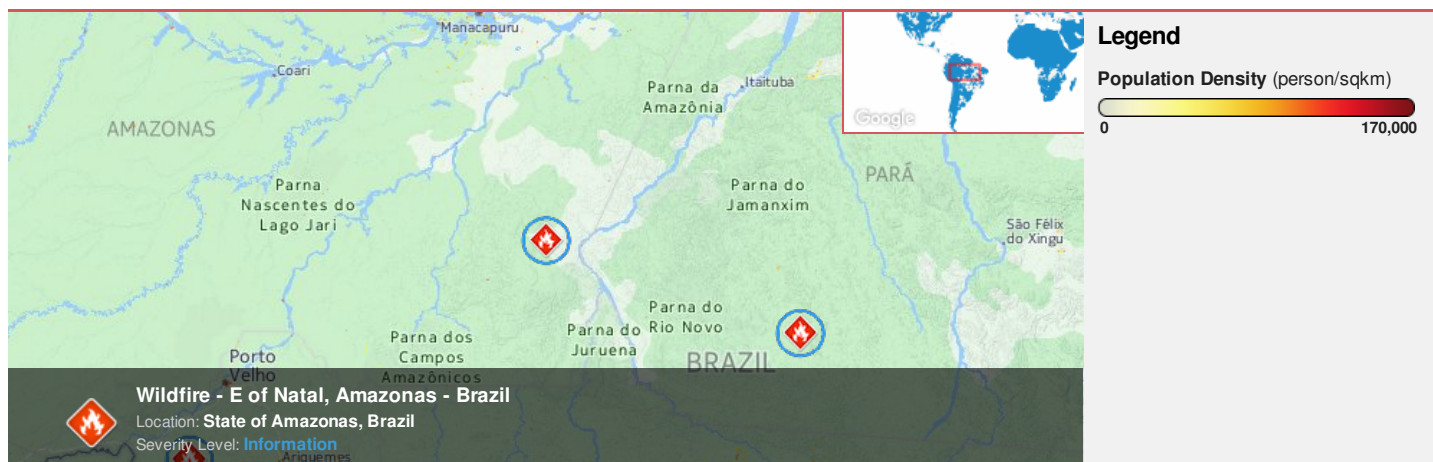 Manacapuru
Coari
Parna da
Amazônia
Itaituba
Google
AMAZONAS
Parna
Nascentes do
Lago Jari
Parna do
Jamanxim
PARÁ
São Félix
do Xingu
Parna do
Rio Novo
Parna do
Juruena
Parna dos
Campos
Amazônicos
BRAZIL
Porto
Velho
Ariquemes
Wildfire - E of Natal, Amazonas - Brazil
Location: State of Amazonas, Brazil
Severity Level: Information
Legend
Population Density (person/sqkm)
0
170,000